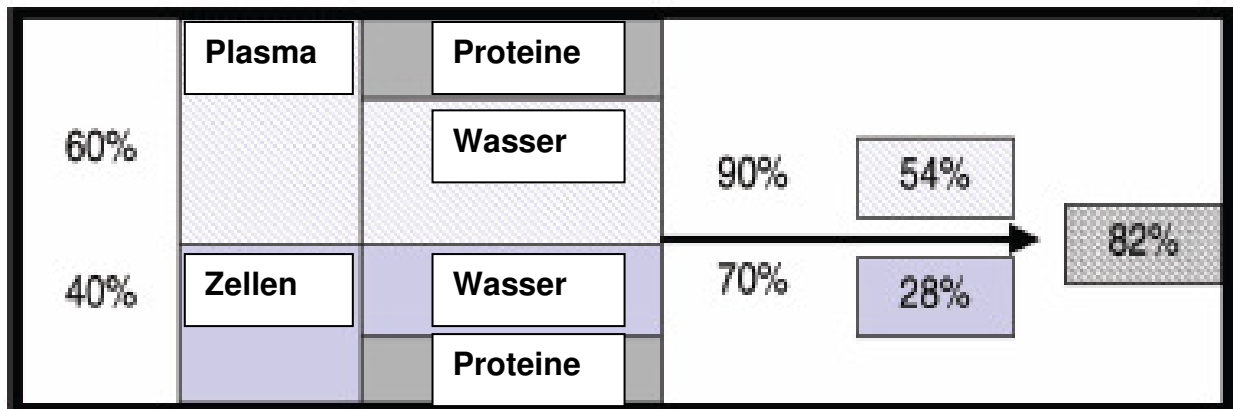 Plasma
Proteine
60%
Wasser
90%
54%
82%
40%
Zellen
Wasser
70%
28%
Proteine